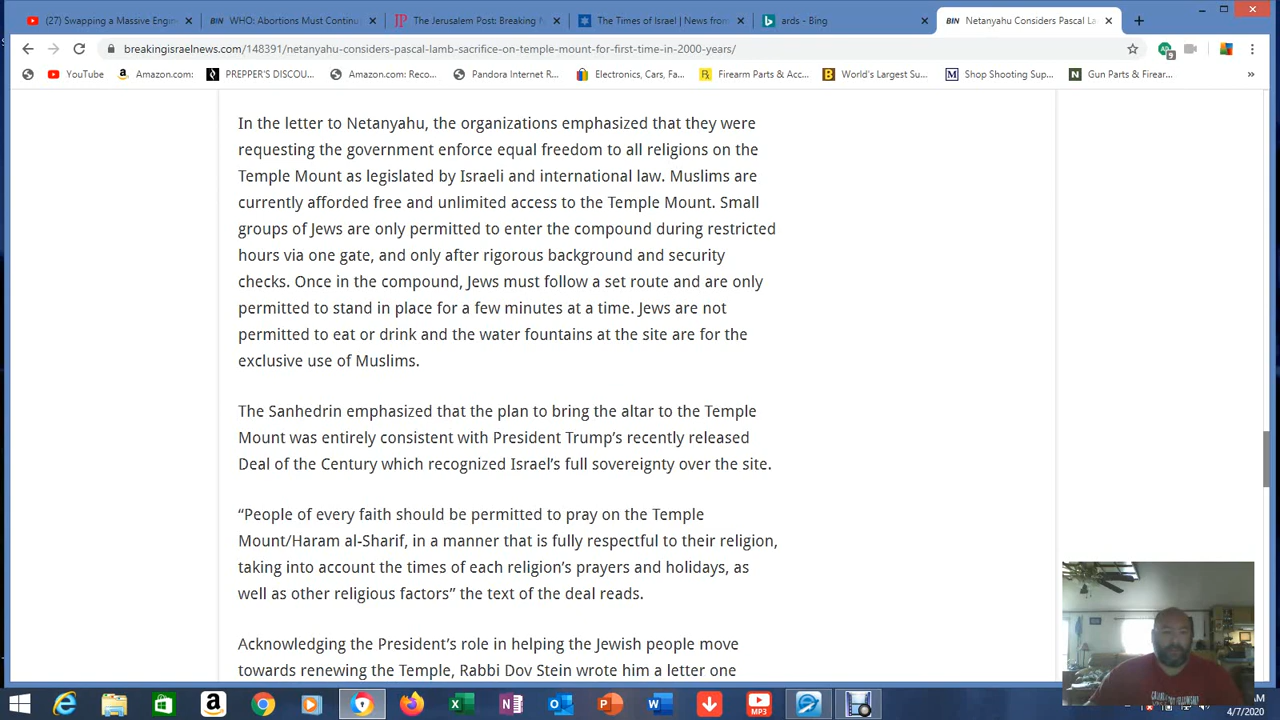 (27) Swapping a Massive Engin
WHO: Abortions Must Continu
The Jerusalem Post: Breaking N
The Times of Israel | News from
ards - Bing
Netanyahu Considers Pascal La
breakingisraelnews.com/148391/netanyahu-considers-pascal-lamb-sacrifice-on-temple-mount-for-first-time-in-2000-years/
YouTube
Amazon.com:
PREPPER'S DISCOU...
Amazon.com: Reco...
Pandora Internet R...
Electronics, Cars, Fa...
Firearm Parts & Acc...
World's Largest Su...
Shop Shooting Sup...
Gun Parts & Firear...
In the letter to Netanyahu, the organizations emphasized that they were
requesting the government enforce equal freedom to all religions on the
Temple Mount as legislated by Israeli and international law. Muslims are
currently afforded free and unlimited access to the Temple Mount. Small
groups of Jews are only permitted to enter the compound during restricted
hours via one gate, and only after rigorous background and security
checks. Once in the compound, Jews must follow a set route and are only
permitted to stand in place for a few minutes at a time. Jews are not
permitted to eat or drink and the water fountains at the site are for the
exclusive use of Muslims.
The Sanhedrin emphasized that the plan to bring the altar to the Temple
Mount was entirely consistent with President Trump's recently released
Deal of the Century which recognized Israel's full sovereignty over the site.
“People of every faith should be permitted to pray on the Temple
Mount/Haram al-Sharif, in a manner that is fully respectful to their religion,
taking into account the times of each religion's prayers and holidays, as
well as other religious factors” the text of the deal reads.
Acknowledging the President's role in helping the Jewish people move
towards renewing the Temple, Rabbi Dov Stein wrote him a letter one
MP3
4/7/2020